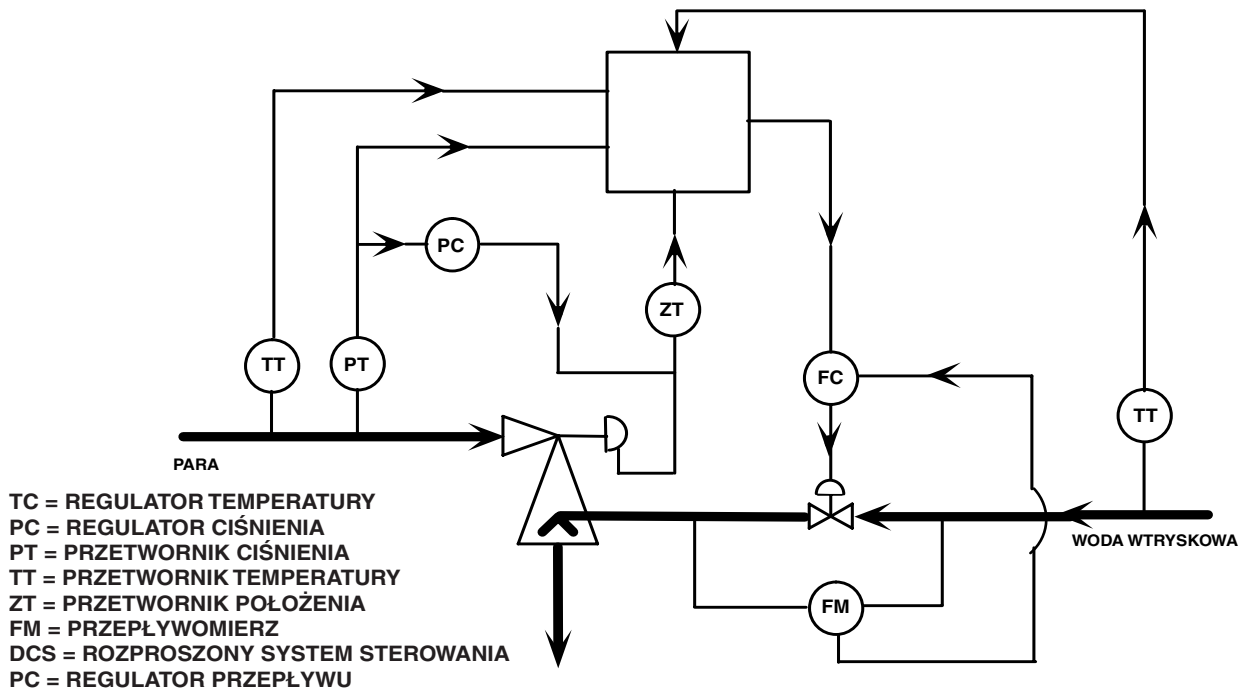 PC
ZT
TT
PT
FC
TT
PARA
WODA WTRYSKOWA
FM
TC = REGULATOR TEMPERATURY
PC = REGULATOR CIŚNIENIA
PT = PRZETWORNIK CIŚNIENIA
TT = PRZETWORNIK TEMPERATURY
ZT = PRZETWORNIK POŁOŻENIA
FM = PRZEPŁYWOMIERZ
DCS = ROZPROSZONY SYSTEM STEROWANIA
PC = REGULATOR PRZEPŁYWU